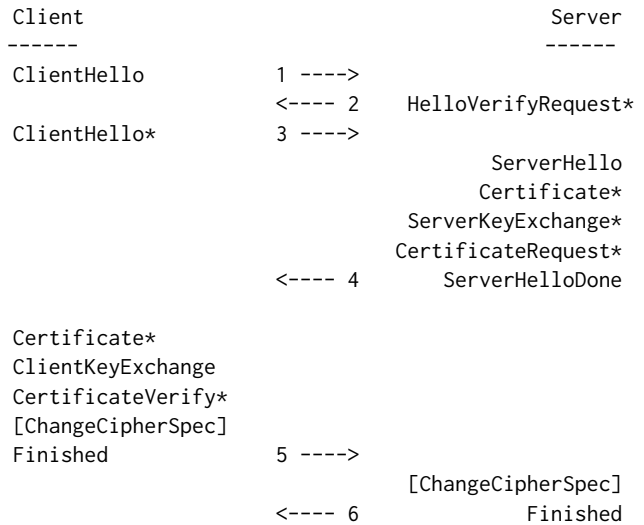 Client Server
------ ------
ClientHello 1 ---->
<---- 2 HelloVerifyRequest*
ClientHello* 3 ---->
ServerHello
Certificate*
ServerKeyExchange*
CertificateRequest*
<---- 4 ServerHelloDone
Certificate*
ClientKeyExchange
CertificateVerify*
[ChangeCipherSpec]
Finished 5 ---->
[ChangeCipherSpec]
<---- 6 Finished